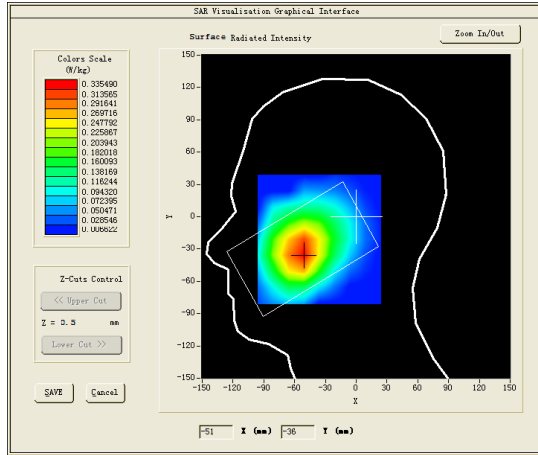 SAR Visualisation Graphical Interface
Surface Radiated Intensity
Zoom In/Out
Colors Scale
(W/kg)
0.335490
0.313565
0.291641
0.269716
0.247792
0.225867
0.203943
0.182018
0.160093
0.138169
0.116244
0.094320
0.072395
0.050471
0.028546
0.006622
Z-Cuts Control
<< Upper Cut
Z = 3.5 mm
Lower Cut >>
SAVE
Cancel
150
120
90
60
30
Y 0
-30
-60
-90
-120
-150
-150 -120 -90 -60 -30 0 30 60 90 120 150
X
-51 X (mm) -36 Y (mm)